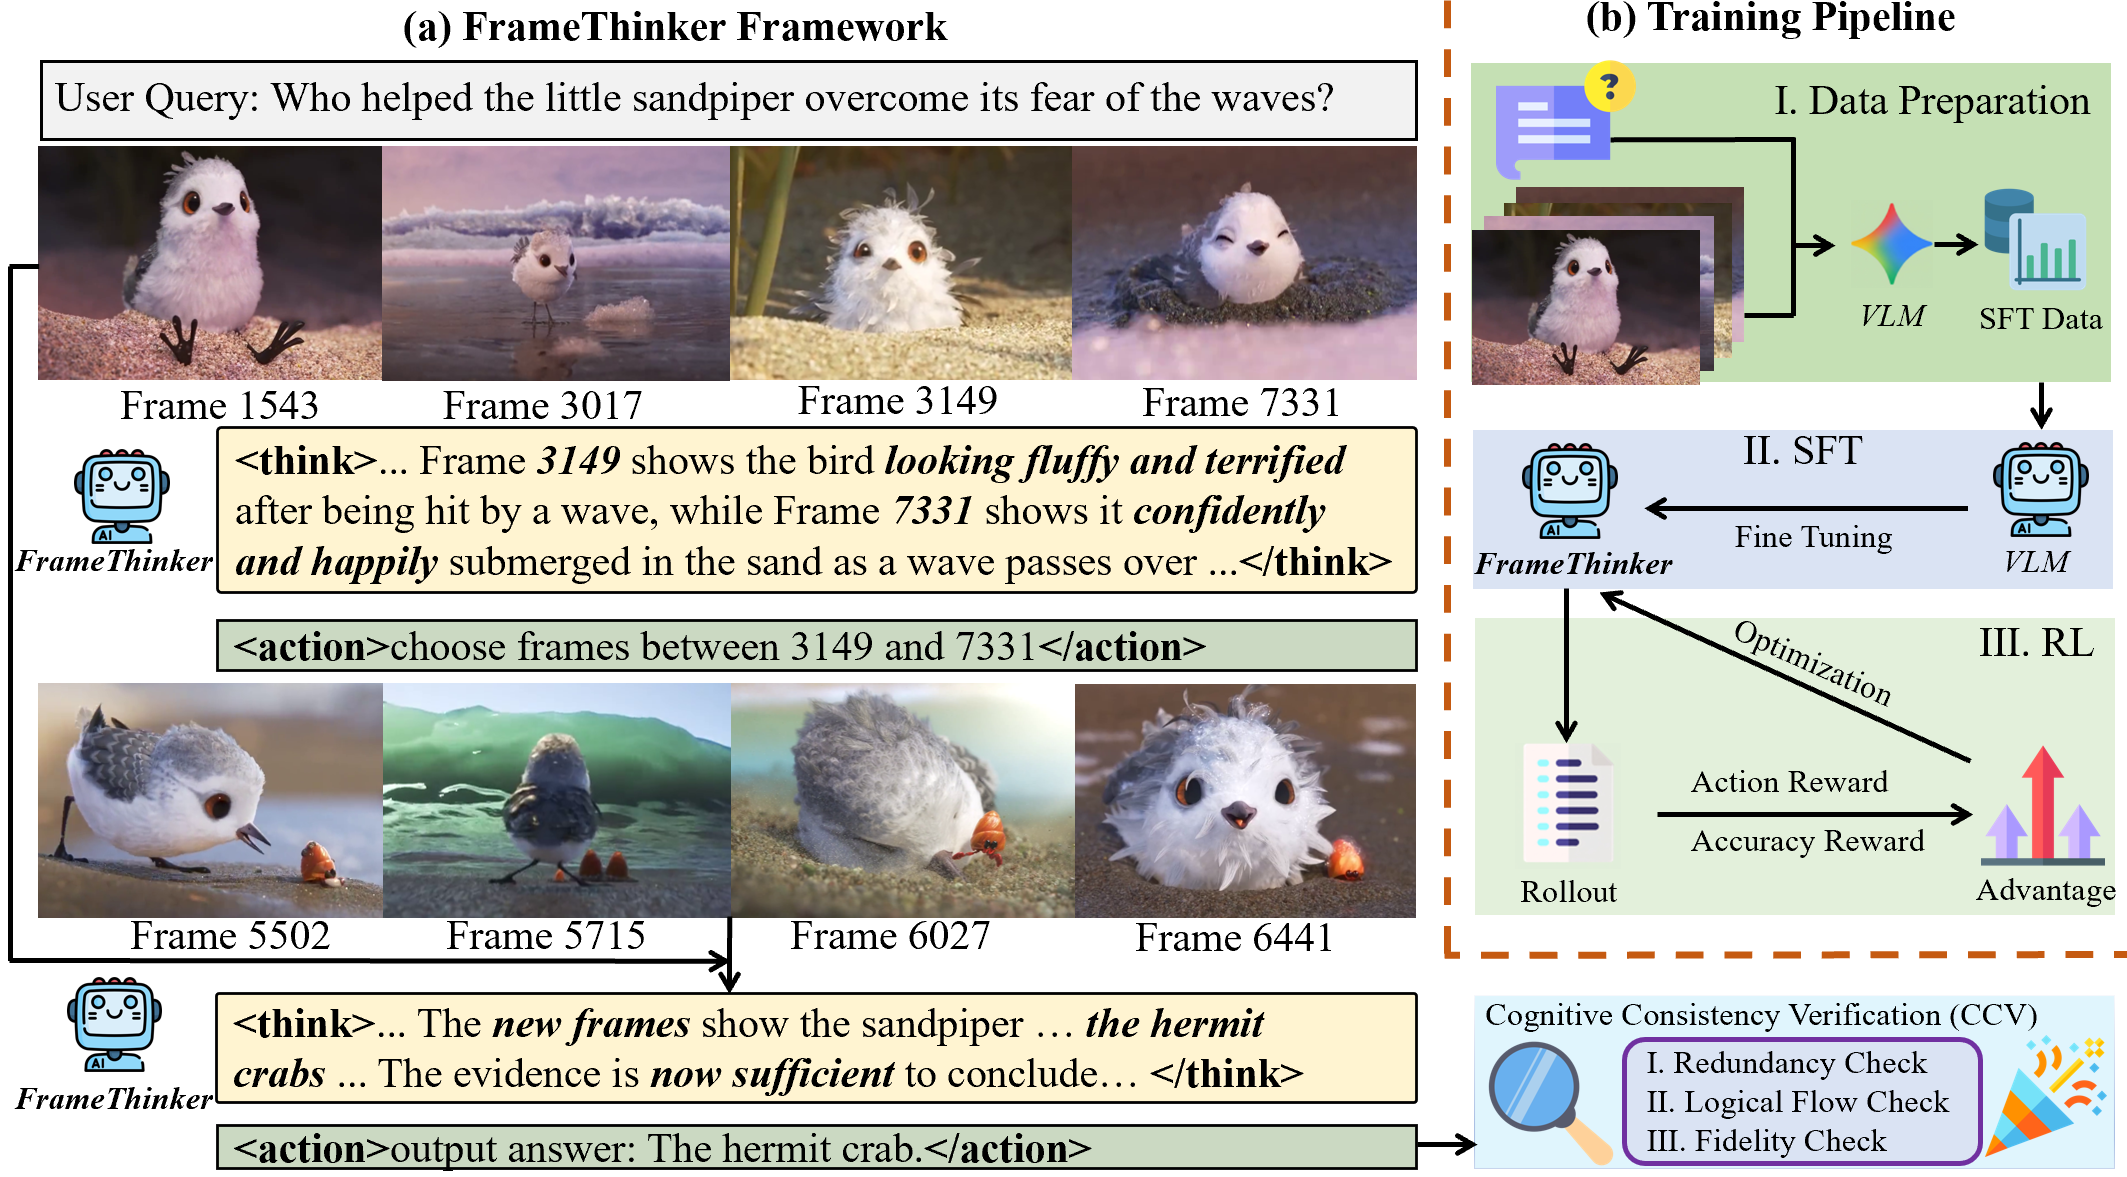 (a) FrameThinker Framework
User Query: Who helped the little sandpiper overcome its fear of the waves?
Frame 1543
Frame 3017
Frame 3149
Frame 7331
AI
FrameThinker
<think>... Frame 3149 shows the bird looking fluffy and terrified
after being hit by a wave, while Frame 7331 shows it confidently
and happily submerged in the sand as a wave passes over ...</think>
<action>choose frames between 3149 and 7331</action>
Frame 5502
Frame 5715
Frame 6027
Frame 6441
AI
FrameThinker
<think>... The new frames show the sandpiper … the hermit
crabs ... The evidence is now sufficient to conclude… </think>
<action>output answer: The hermit crab.</action>
(b) Training Pipeline
?
I. Data Preparation
VLM
SFT Data
II. SFT
AI
AI
Fine Tuning
FrameThinker
VLM
III. RL
Optimization
Action Reward
Accuracy Reward
Rollout
Advantage
Cognitive Consistency Verification (CCV)
I. Redundancy Check
II. Logical Flow Check
III. Fidelity Check